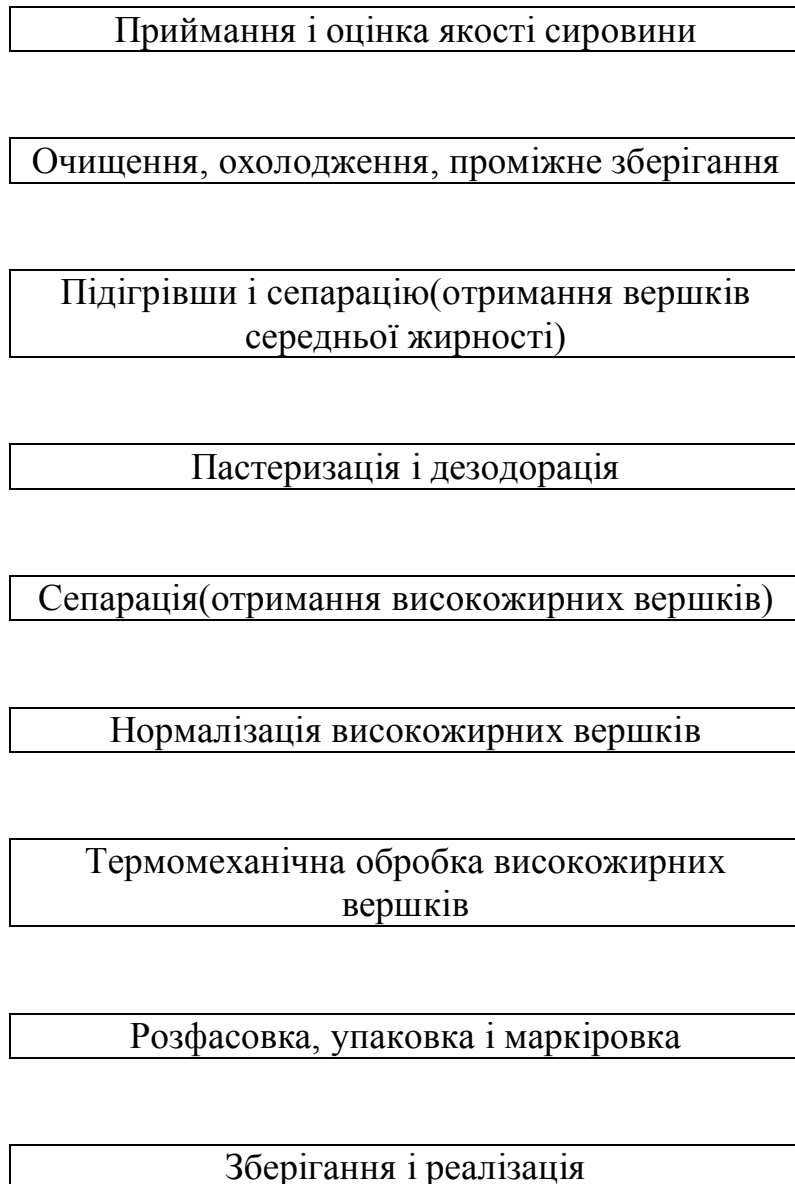 Приймання і оцінка якості сировини
Очищення, охолодження, проміжне зберігання
Підігрівши і сепарацію(отримання вершків
середньої жирності)
Пастеризація і дезодорація
Сепарація(отримання високожирних вершків)
Нормалізація високожирних вершків
Термомеханічна обробка високожирних
вершків
Розфасовка, упаковка і маркіровка
Зберігання і реалізація